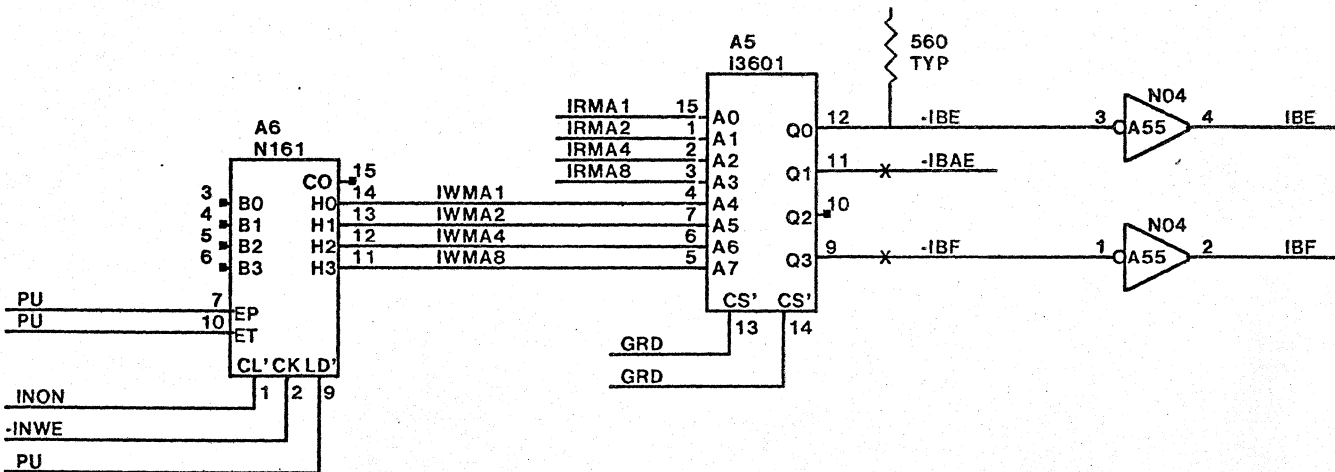 A6
N161
3 B0
4 B1
5 B2
6 B3
CO 15
H0 14 IWMA1
H1 13 IWMA2
H2 12 IWMA4
H3 11 IWMA8
PU 7 EP
PU 10 ET
CL' CK LD'
1 2 9
INON
-INWE
PU
A5
I3601
IRMA1 15 A0
IRMA2 1 A1
IRMA4 2 A2
IRMA8 3 A3
4 A4
7 A5
6 A6
5 A7
Q0 12 -IBE
Q1 11 X -IBAE
Q2 10
Q3 9 X -IBF
CS' CS'
13 14
GRD
GRD
560
TYP
N04
3 A55 4 IBE
N04
1 A55 2 IBF